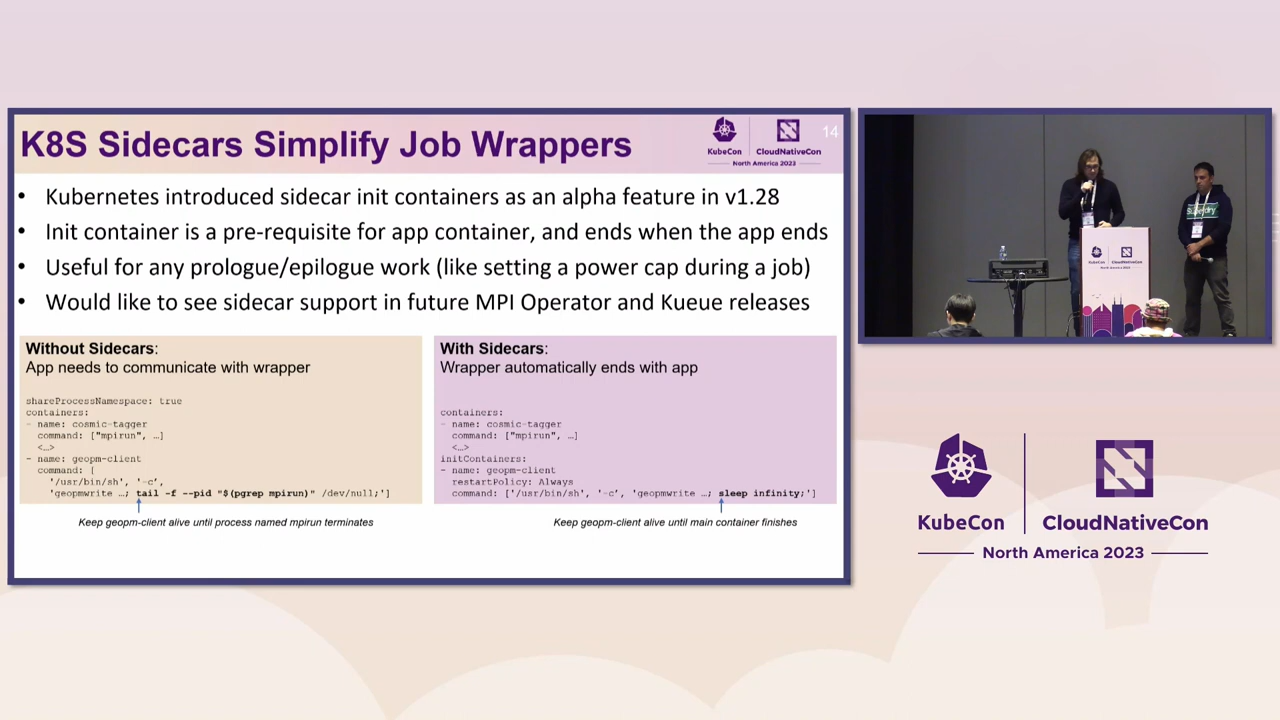 K8S Sidecars Simplify Job Wrappers
KubeCon
CloudNativeCon
North America 2023
14
• Kubernetes introduced sidecar init containers as an alpha feature in v1.28
• Init container is a pre-requisite for app container, and ends when the app ends
• Useful for any prologue/epilogue work (like setting a power cap during a job)
• Would like to see sidecar support in future MPI Operator and Kueue releases
Without Sidecars:
App needs to communicate with wrapper
shareProcessNamespace: true
containers:
- name: cosmic-tagger
command: ["mpirun", …]
<…>
- name: geopm-client
command: [
'/usr/bin/sh', '-c',
'geopmwrite …; tail -f --pid "$(pgrep mpirun)" /dev/null;']
Keep geopm-client alive until process named mpirun terminates
With Sidecars:
Wrapper automatically ends with app
containers:
- name: cosmic-tagger
command: ["mpirun", …]
<…>
initContainers:
- name: geopm-client
restartPolicy: Always
command: ['/usr/bin/sh', '-c', 'geopmwrite …; sleep infinity;']
Keep geopm-client alive until main container finishes
KubeCon
CloudNativeCon
North America 2023